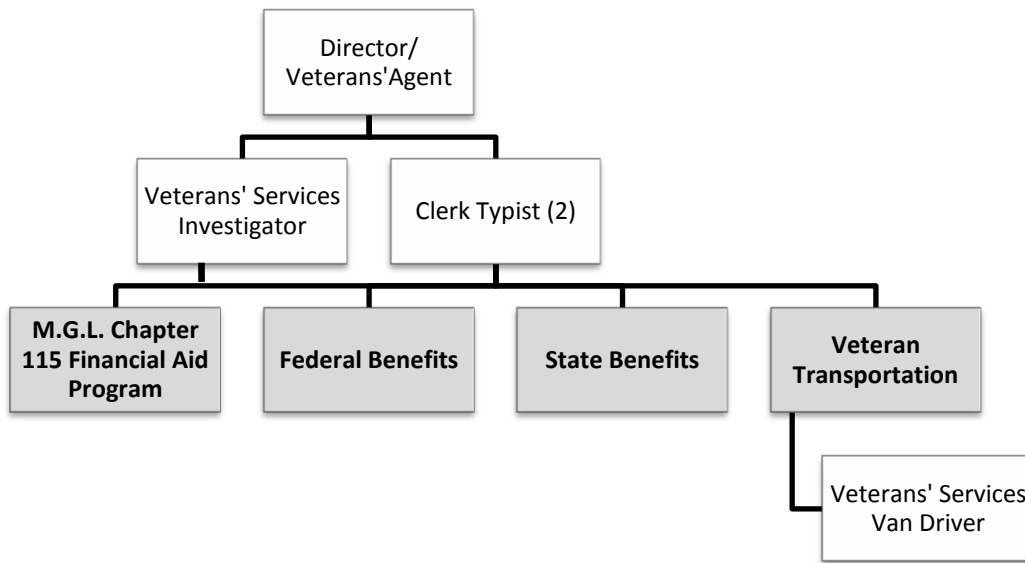 Director/
Veterans'Agent
Veterans' Services
Investigator
Clerk Typist (2)
M.G.L. Chapter
115 Financial Aid
Program
Federal Benefits
State Benefits
Veteran
Transportation
Veterans' Services
Van Driver